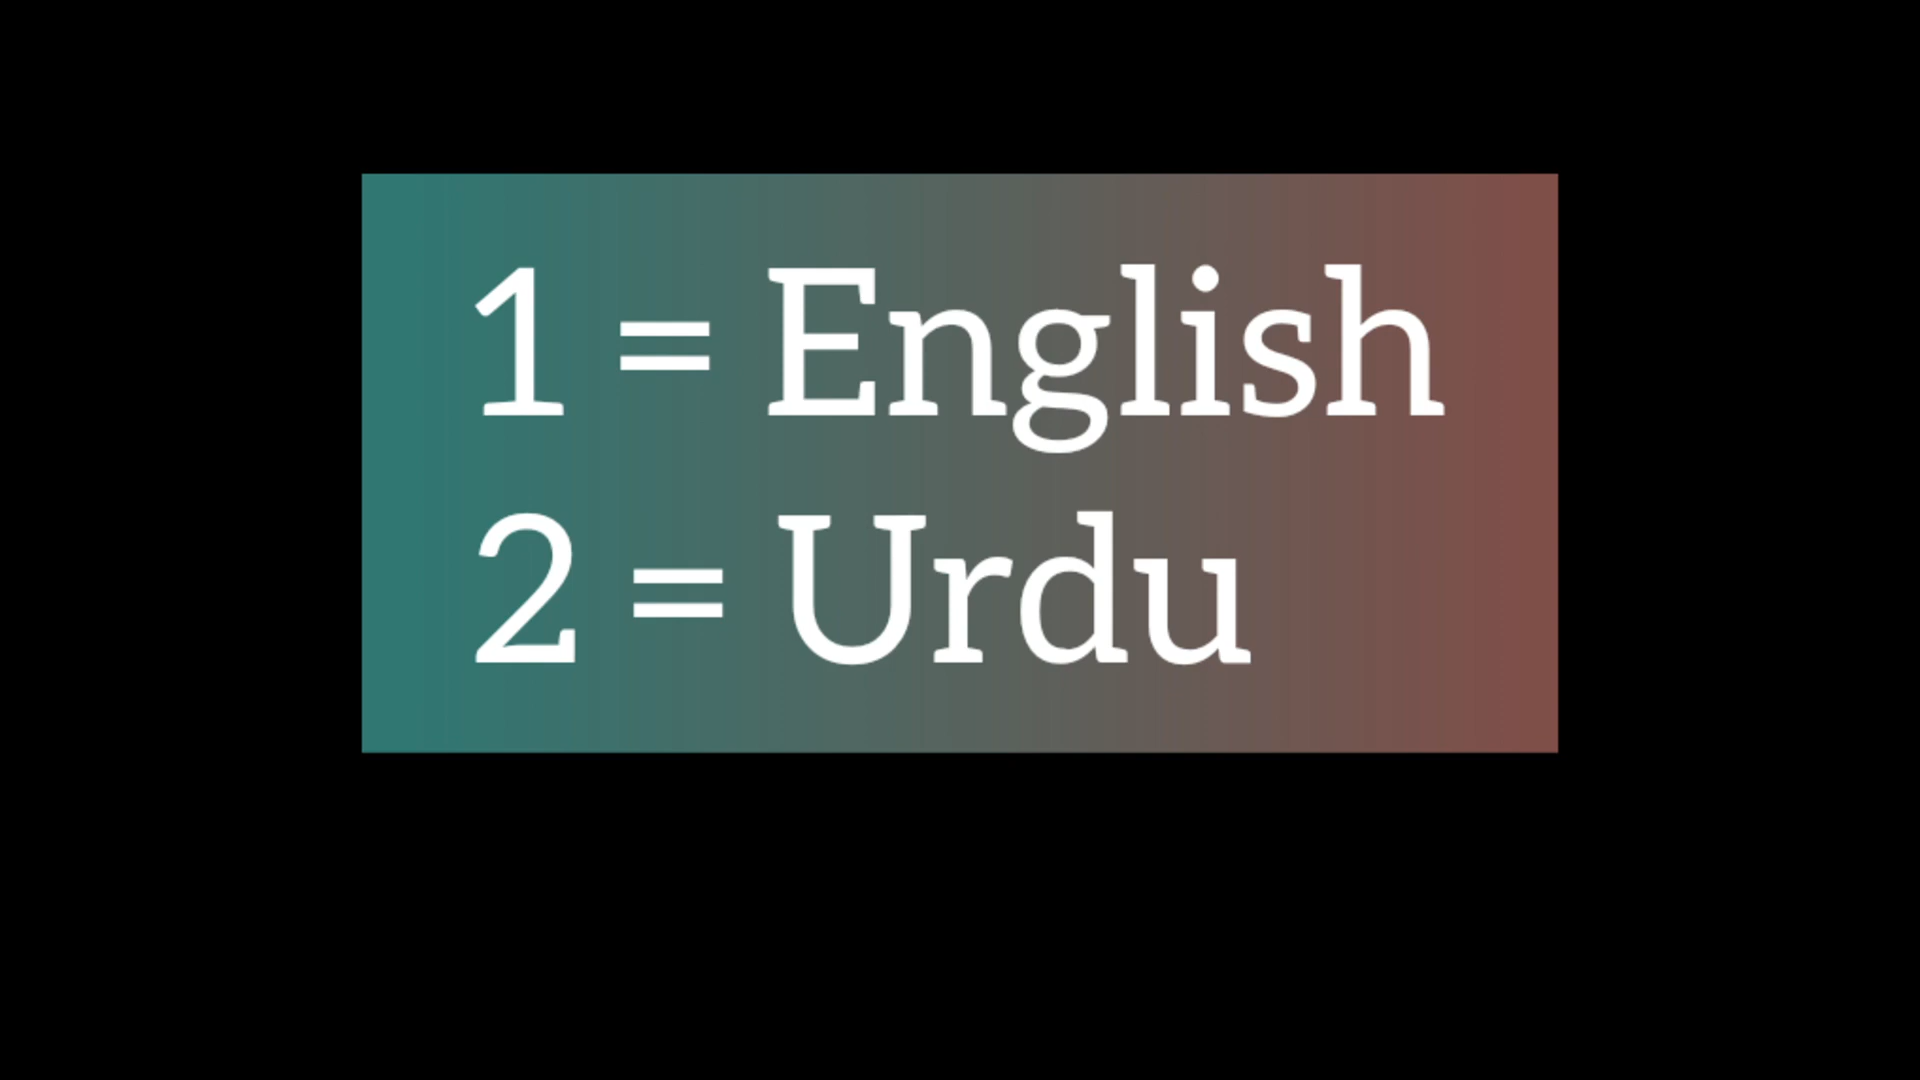 1 = English
2 = Urdu